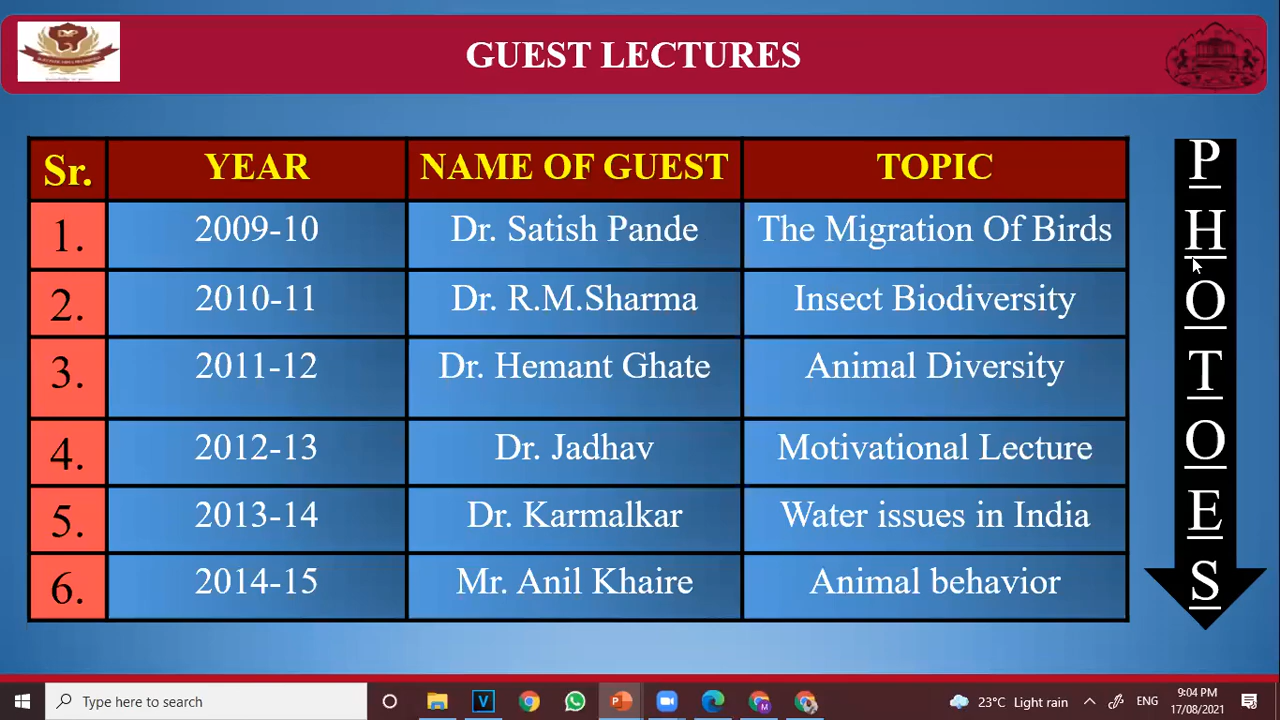 GUEST LECTURES
Sr. YEAR NAME OF GUEST TOPIC
1. 2009-10 Dr. Satish Pande The Migration Of Birds
2. 2010-11 Dr. R.M.Sharma Insect Biodiversity
3. 2011-12 Dr. Hemant Ghate Animal Diversity
4. 2012-13 Dr. Jadhav Motivational Lecture
5. 2013-14 Dr. Karmalkar Water issues in India
6. 2014-15 Mr. Anil Khaire Animal behavior
P
H
O
T
O
E
S
Type here to search
23°C Light rain
ENG
9:04 PM
17/08/2021